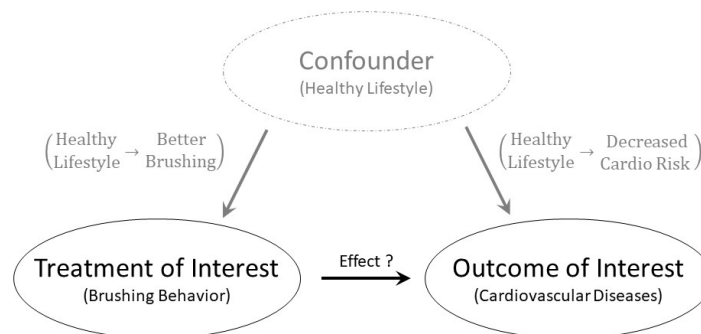 Confounder
(Healthy Lifestyle)
(Healthy Lifestyle → Better Brushing)
(Healthy Lifestyle → Decreased Cardio Risk)
Treatment of Interest
(Brushing Behavior)
Effect ?
Outcome of Interest
(Cardiovascular Diseases)